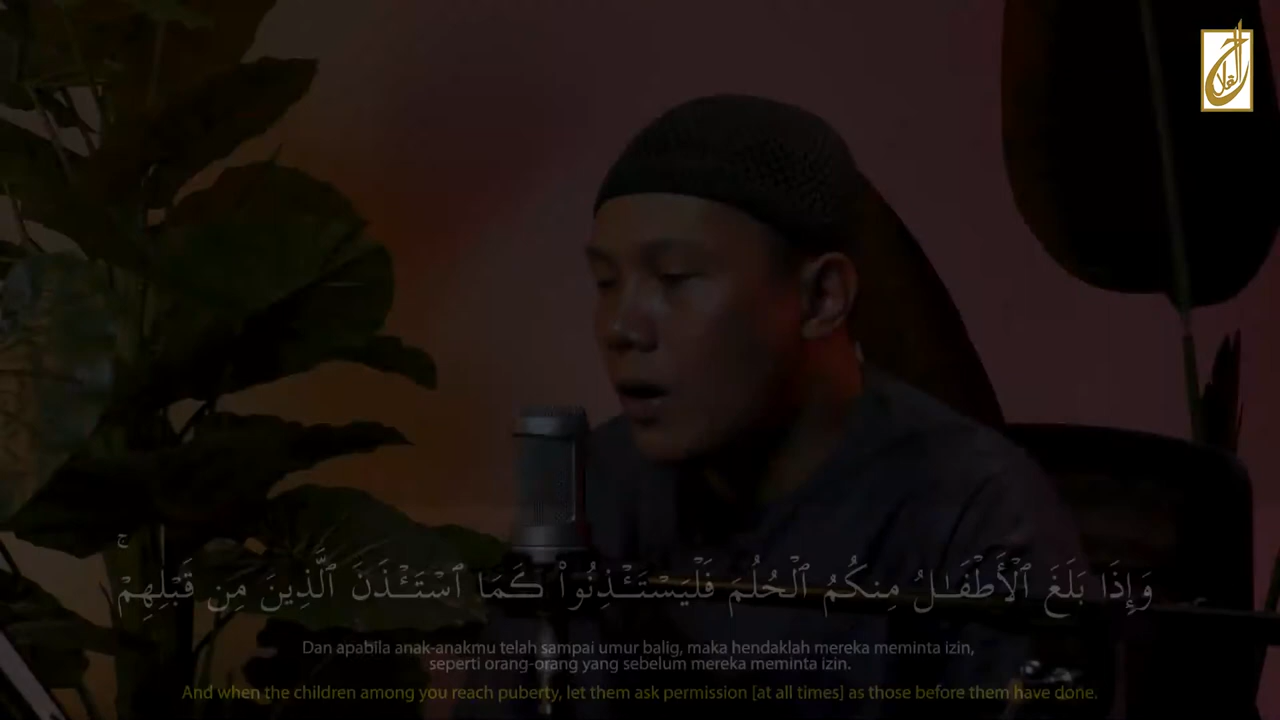 العلاح
وَإِذَا بَلَغَ ٱلْأَطْفَـٰلُ مِنكُمُ ٱلْحُلُمَ فَلْيَسْتَـْٔذِنُوا۟ كَمَا ٱسْتَـْٔذَنَ ٱلَّذِينَ مِن قَبْلِهِمْ ۚ
Dan apabila anak-anakmu telah sampai umur balig, maka hendaklah mereka meminta izin,
seperti orang-orang yang sebelum mereka meminta izin.
And when the children among you reach puberty, let them ask permission [at all times] as those before them have done.